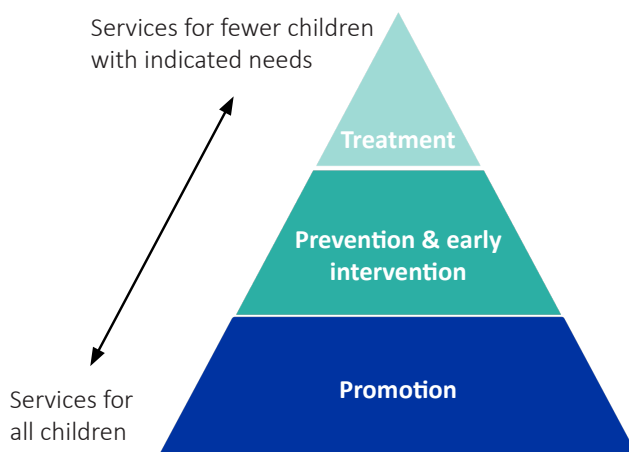 Services for fewer children
with indicated needs
Treatment
Prevention & early
intervention
Promotion
Services for
all children